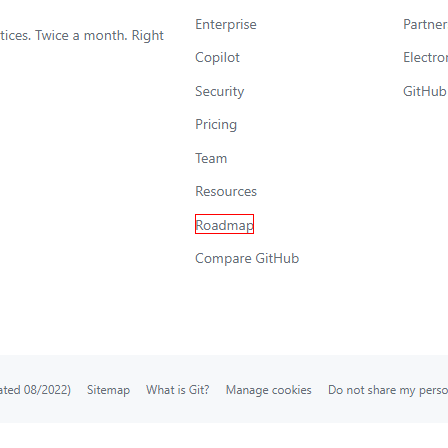 tices. Twice a month. Right
Enterprise
Copilot
Security
Pricing
Team
Resources
Roadmap
Compare GitHub
Partner
Electro
GitHub
ated 08/2022) Sitemap What is Git? Manage cookies Do not share my perso